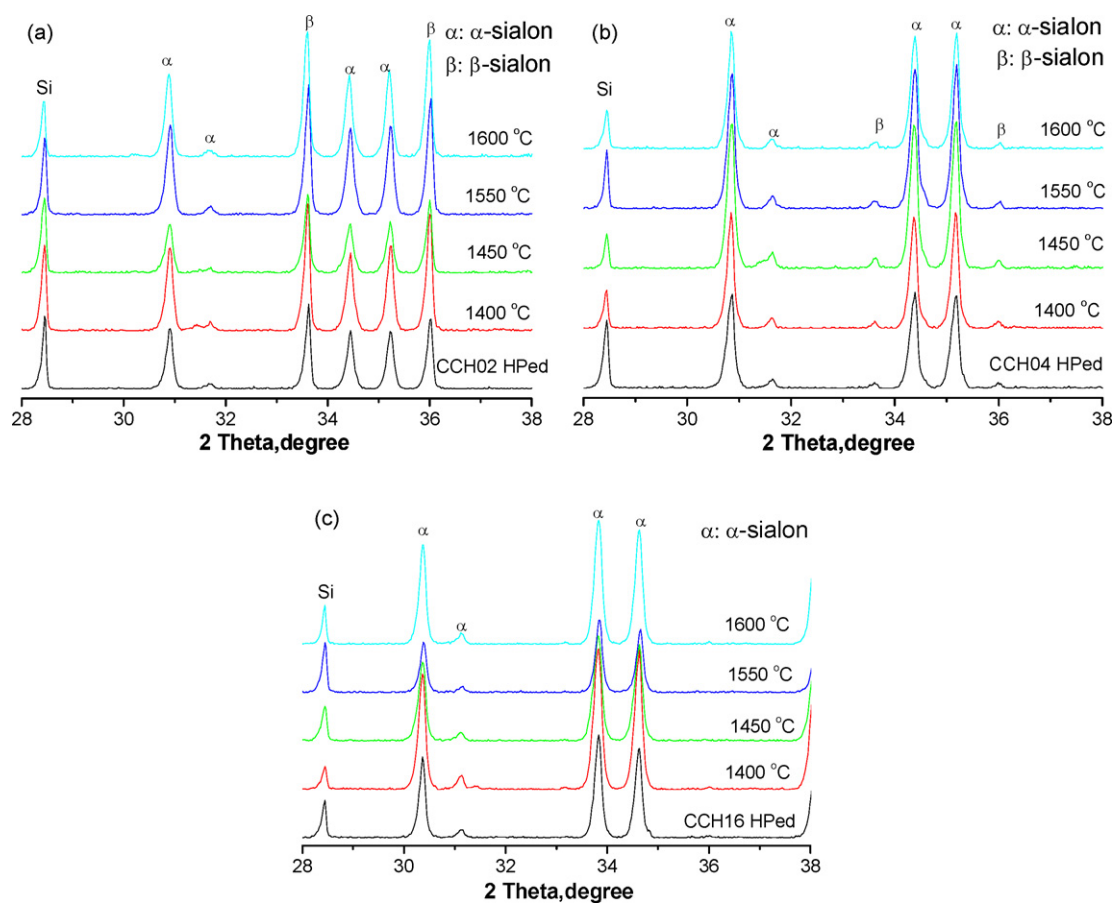 (a)
β
β
α: α-sialon
β: β-sialon
α
α
α
Si
α
1600 °C
1550 °C
1450 °C
1400 °C
CCH02 HPed
28 30 32 34 36 38
2 Theta,degree
(b)
α
α
α
α: α-sialon
β: β-sialon
Si
α
β
β
1600 °C
1550 °C
1450 °C
1400 °C
CCH04 HPed
28 30 32 34 36 38
2 Theta,degree
(c)
α
α
α
α: α-sialon
Si
α
1600 °C
1550 °C
1450 °C
1400 °C
CCH16 HPed
28 30 32 34 36 38
2 Theta,degree